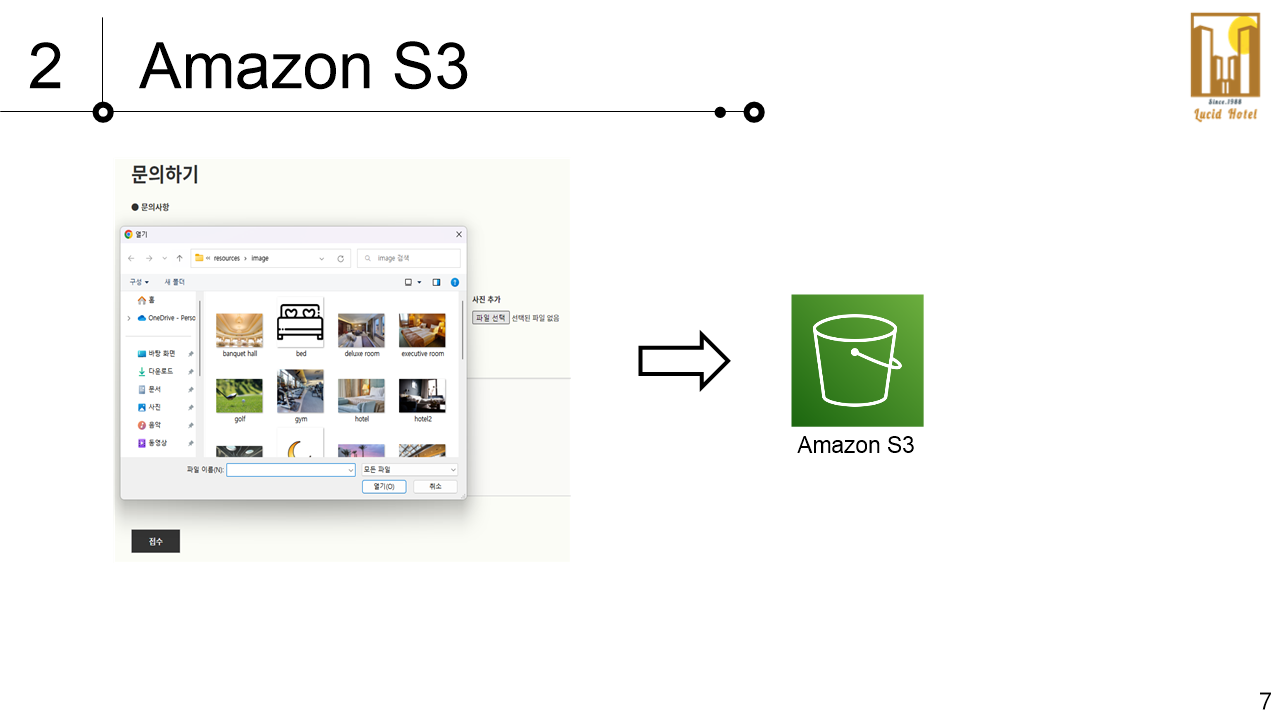 2
Amazon S3
Since.1988
Lucid Hotel
문의하기
● 문의사항
열기
resources > image
image 검색
구성
새 폴더
홈
OneDrive - Perso
바탕 화면
다운로드
문서
사진
음악
동영상
banquet hall
bed
deluxe room
executive room
golf
gym
hotel
hotel2
파일 이름(N):
모든 파일
열기(O)
취소
사진 추가
파일 선택 선택된 파일 없음
접수
Amazon S3
7